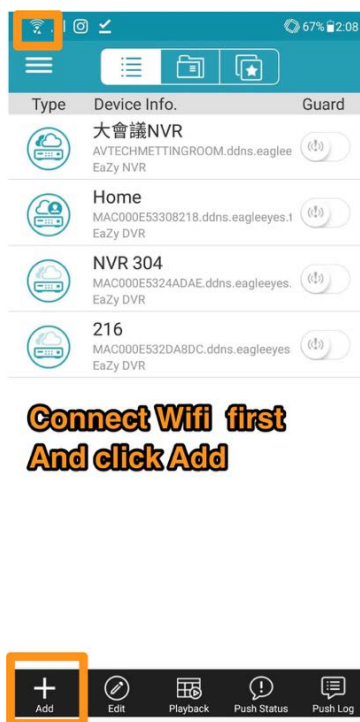 67% 2:08
Type Device Info. Guard
大會議NVR
AVTECHMETTINGROOM.ddns.eaglee
EaZy NVR
Home
MAC000E53308218.ddns.eagleeyes.t
EaZy DVR
NVR 304
MAC000E5324ADAE.ddns.eagleeyes.
EaZy DVR
216
MAC000E532DA8DC.ddns.eagleeyes
EaZy DVR
Connect Wifi first
And click Add
Add Edit Playback Push Status Push Log